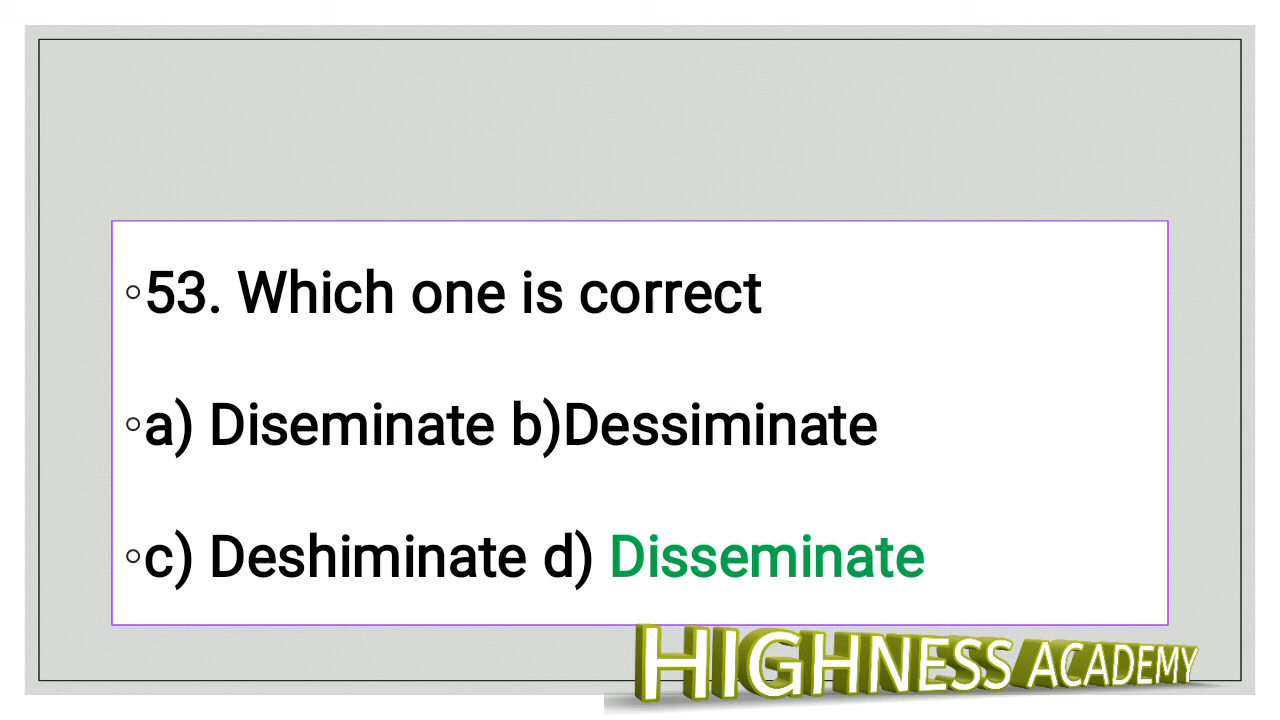 ◦53. Which one is correct
◦a) Diseminate b)Dessiminate
◦c) Deshiminate d) Disseminate
HIGHNESS ACADEMY